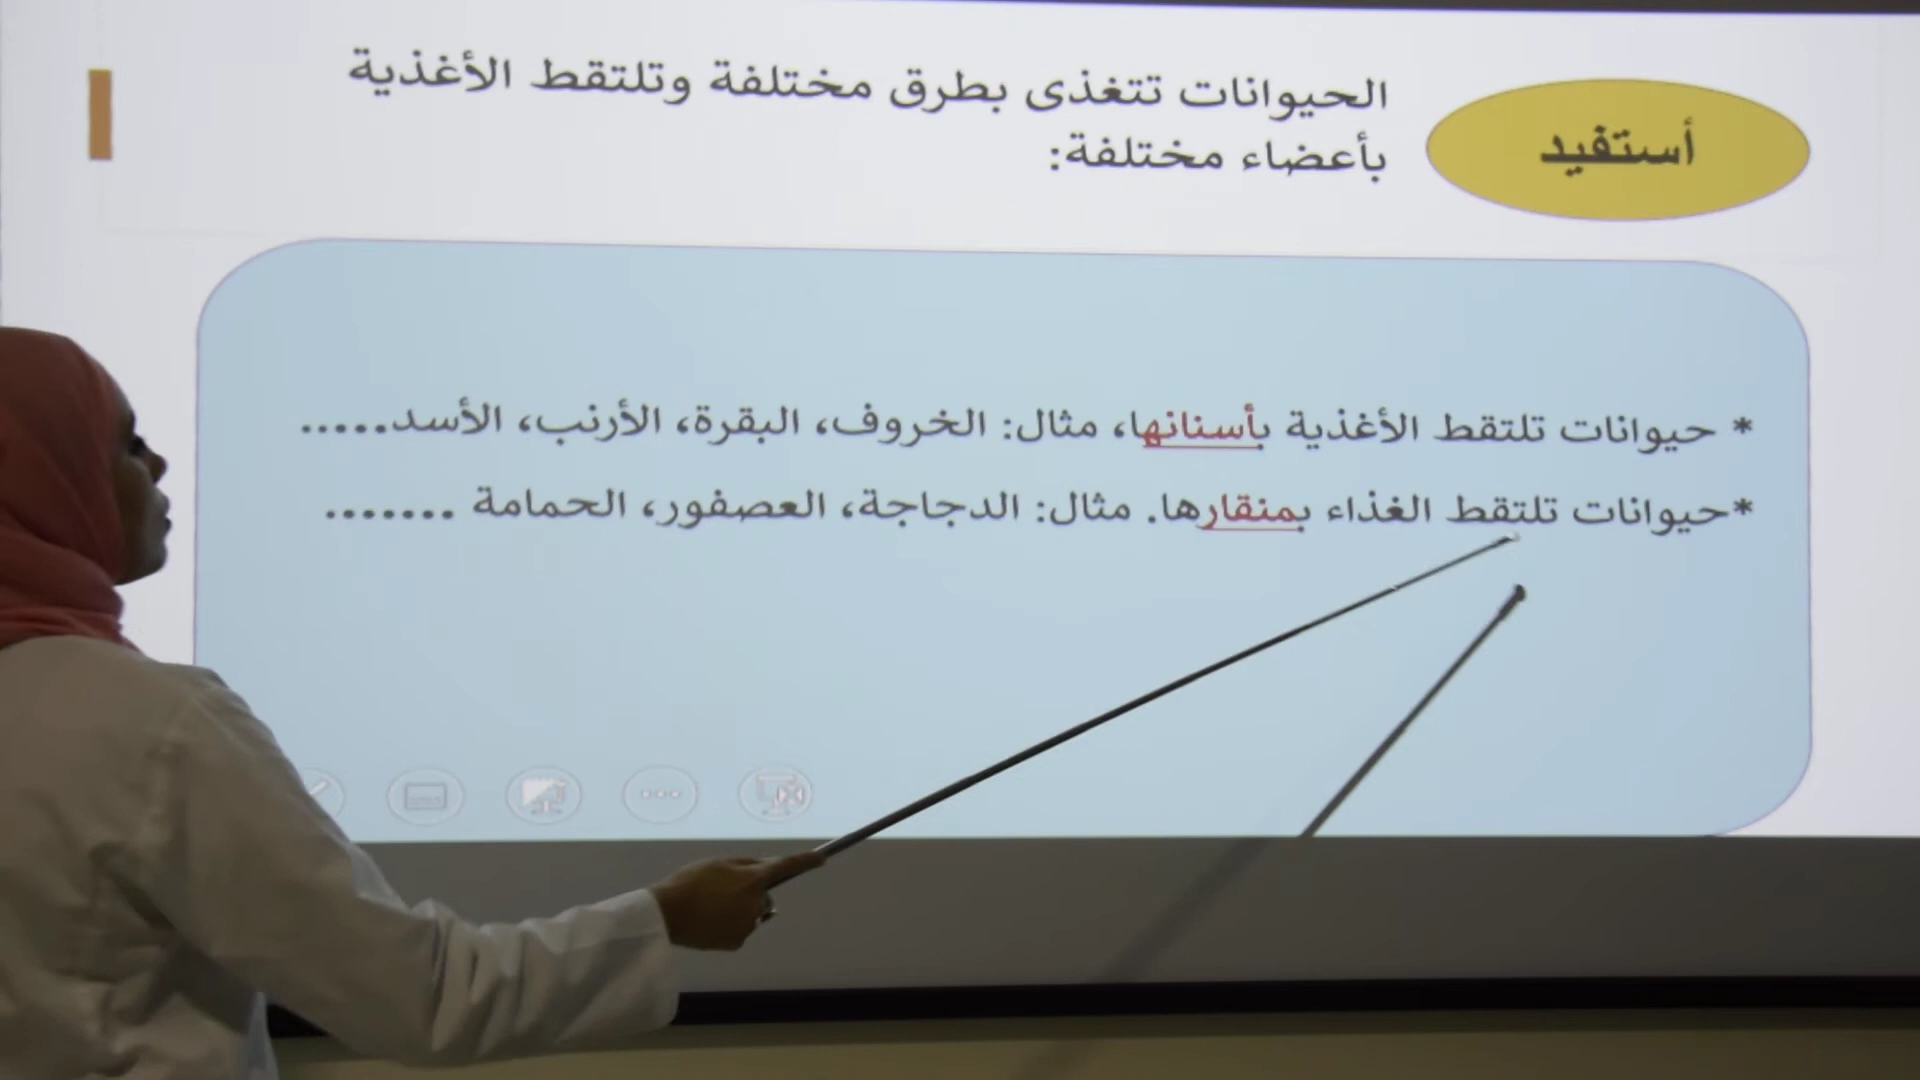 أستفيد
الحيوانات تتغذى بطرق مختلفة وتلتقط الأغذية
بأعضاء مختلفة:
* حيوانات تلتقط الأغذية بأسنانها، مثال: الخروف، البقرة، الأرنب، الأسد.....
*حيوانات تلتقط الغذاء بمنقارها. مثال: الدجاجة، العصفور، الحمامة .......